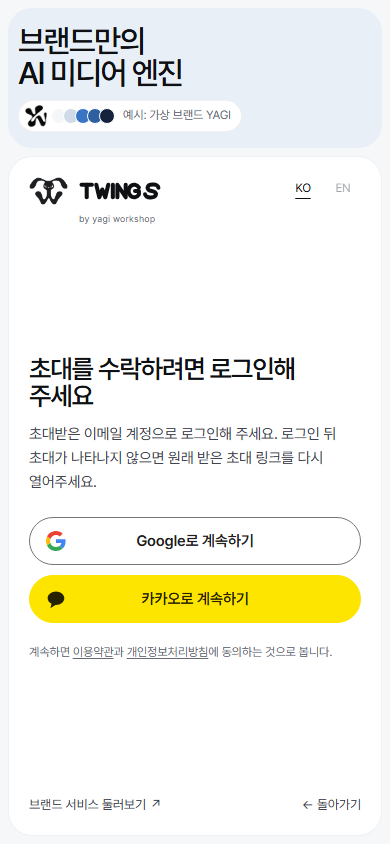 브랜드만의
AI 미디어 엔진
예시: 가상 브랜드 YAGI
TWINGS
by yagi workshop
KO
EN
초대를 수락하려면 로그인해
주세요
초대받은 이메일 계정으로 로그인해 주세요. 로그인 뒤
초대가 나타나지 않으면 원래 받은 초대 링크를 다시
열어주세요.
Google로 계속하기
카카오로 계속하기
계속하면 이용약관과 개인정보처리방침에 동의하는 것으로 봅니다.
브랜드 서비스 둘러보기 ↗
← 돌아가기